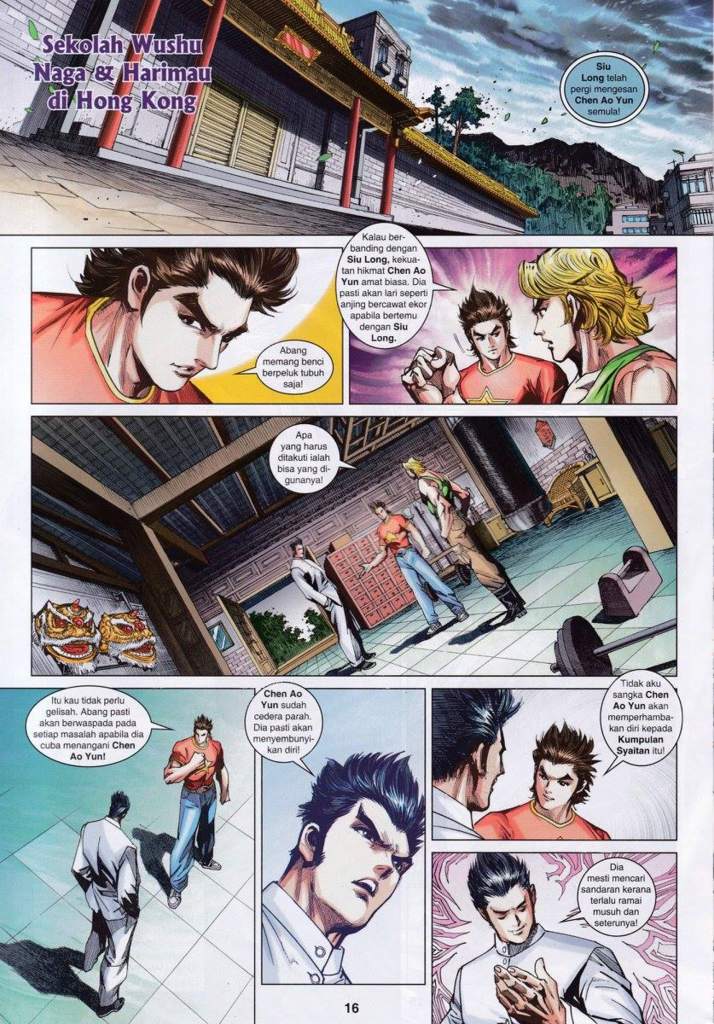 Sekolah Wushu
Naga & Harimau
di Hong Kong
Siu
Long telah
pergi mengesan
Chen Ao Yun
semula!
Abang
memang benci
berpeluk tubuh
saja!
Kalau ber-
banding dengan
Siu Long, kekua-
tan hikmat Chen Ao
Yun amat biasa. Dia
pasti akan lari seperti
anjing bercawat ekor
apabila bertemu
dengan Siu
Long.
Apa
yang harus
ditakuti ialah
bisa yang di-
gunanya!
Itu kau tidak perlu
gelisah. Abang pasti
akan berwaspada pada
setiap masalah apabila dia
cuba menangani Chen
Ao Yun!
Chen Ao
Yun sudah
cedera parah.
Dia pasti akan
menyembunyi-
kan diri!
Tidak aku
sangka Chen
Ao Yun akan
memperhamba-
kan diri kepada
Kumpulan
Syaitan itu!
Dia
mesti mencari
sandaran kerana
terlalu ramai
musuh dan
seterunya!
16